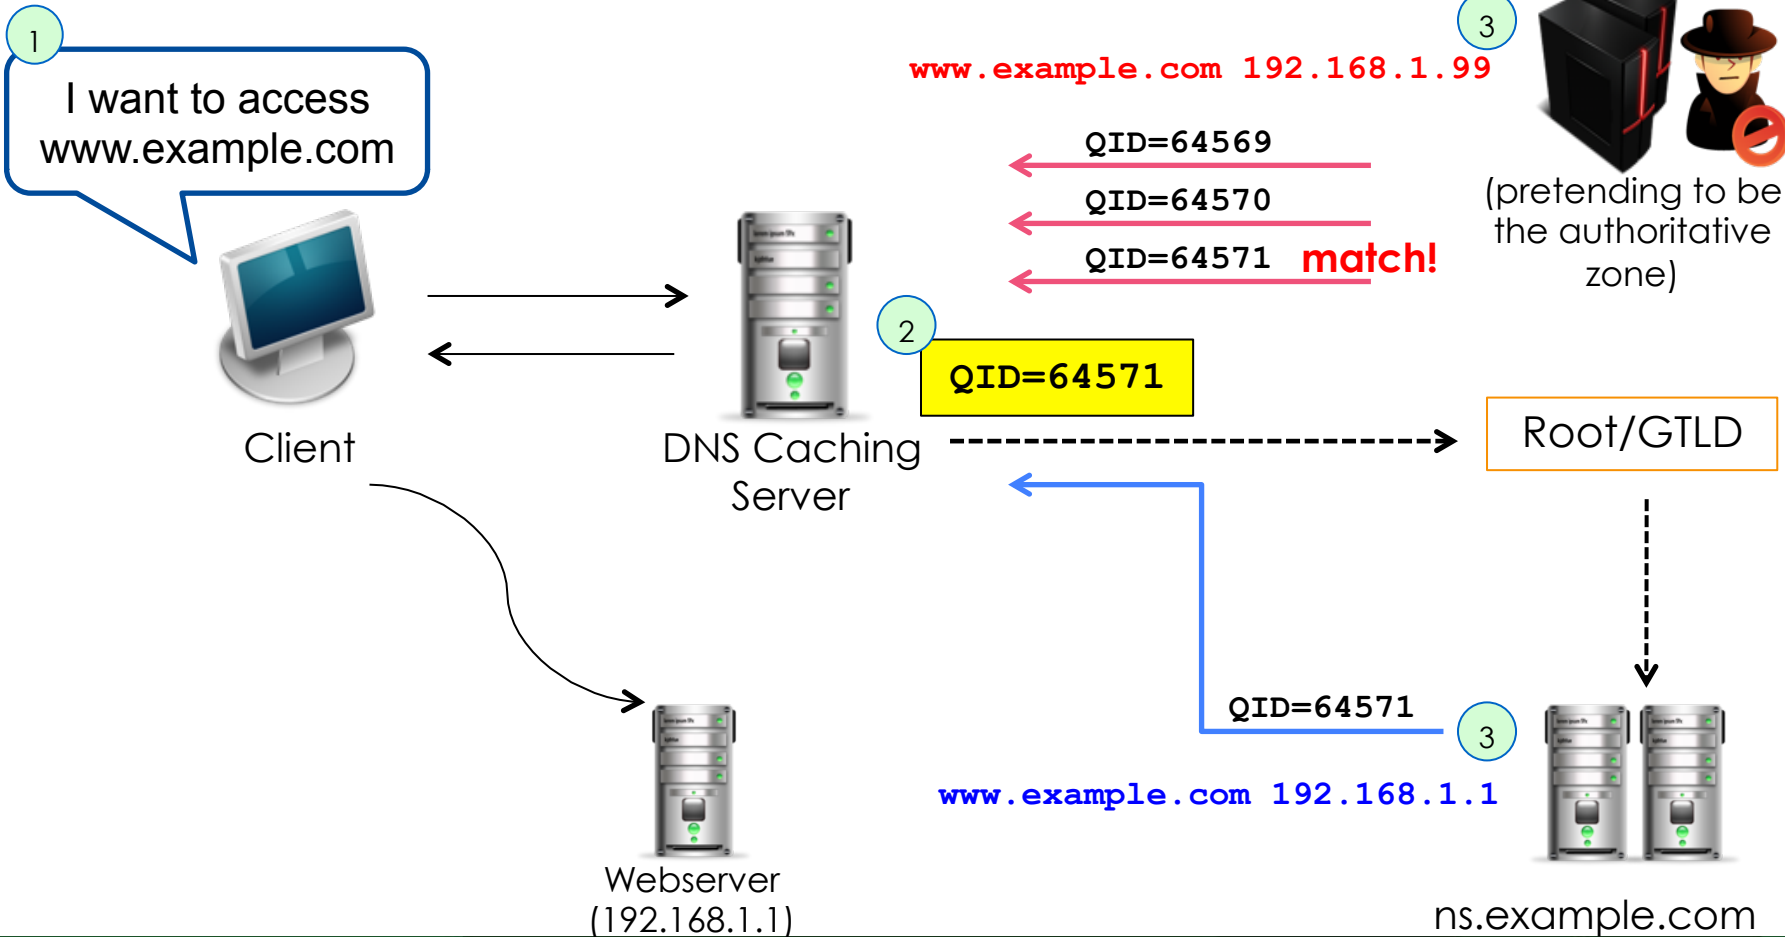 1
I want to access
www.example.com
3
www.example.com 192.168.1.99
QID=64569
QID=64570
QID=64571 match!
(pretending to be
the authoritative
zone)
2
QID=64571
Client
DNS Caching
Server
Root/GTLD
QID=64571
3
www.example.com 192.168.1.1
Webserver
(192.168.1.1)
ns.example.com